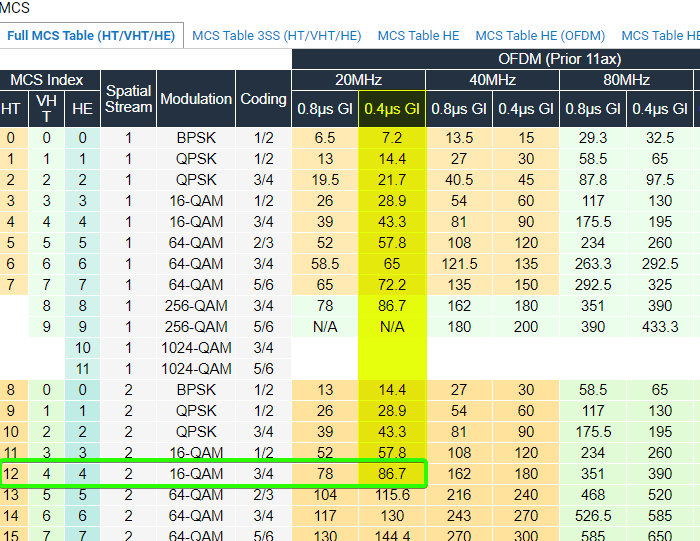 MCS
Full MCS Table (HT/VHT/HE) MCS Table 3SS (HT/VHT/HE) MCS Table HE MCS Table HE (OFDM) MCS Table HE
OFDM (Prior 11ax)
MCS Index Spatial Stream Modulation Coding 20MHz 40MHz 80MHz
HT VHT HE 0.8µs GI 0.4µs GI 0.8µs GI 0.4µs GI 0.8µs GI 0.4µs GI
0 0 0 1 BPSK 1/2 6.5 7.2 13.5 15 29.3 32.5
1 1 1 1 QPSK 1/2 13 14.4 27 30 58.5 65
2 2 2 1 QPSK 3/4 19.5 21.7 40.5 45 87.8 97.5
3 3 3 1 16-QAM 1/2 26 28.9 54 60 117 130
4 4 4 1 16-QAM 3/4 39 43.3 81 90 175.5 195
5 5 5 1 64-QAM 2/3 52 57.8 108 120 234 260
6 6 6 1 64-QAM 3/4 58.5 65 121.5 135 263.3 292.5
7 7 7 1 64-QAM 5/6 65 72.2 135 150 292.5 325
8 8 1 256-QAM 3/4 78 86.7 162 180 351 390
9 9 1 256-QAM 5/6 N/A N/A 180 200 390 433.3
10 1 1024-QAM 3/4
11 1 1024-QAM 5/6
8 0 0 2 BPSK 1/2 13 14.4 27 30 58.5 65
9 1 1 2 QPSK 1/2 26 28.9 54 60 117 130
10 2 2 2 QPSK 3/4 39 43.3 81 90 175.5 195
11 3 3 2 16-QAM 1/2 52 57.8 108 120 234 260
12 4 4 2 16-QAM 3/4 78 86.7 162 180 351 390
13 5 5 2 64-QAM 2/3 104 115.6 216 240 468 520
14 6 6 2 64-QAM 3/4 117 130 243 270 526.5 585
15 7 7 2 64-QAM 5/6 130 144.4 270 300 585 650